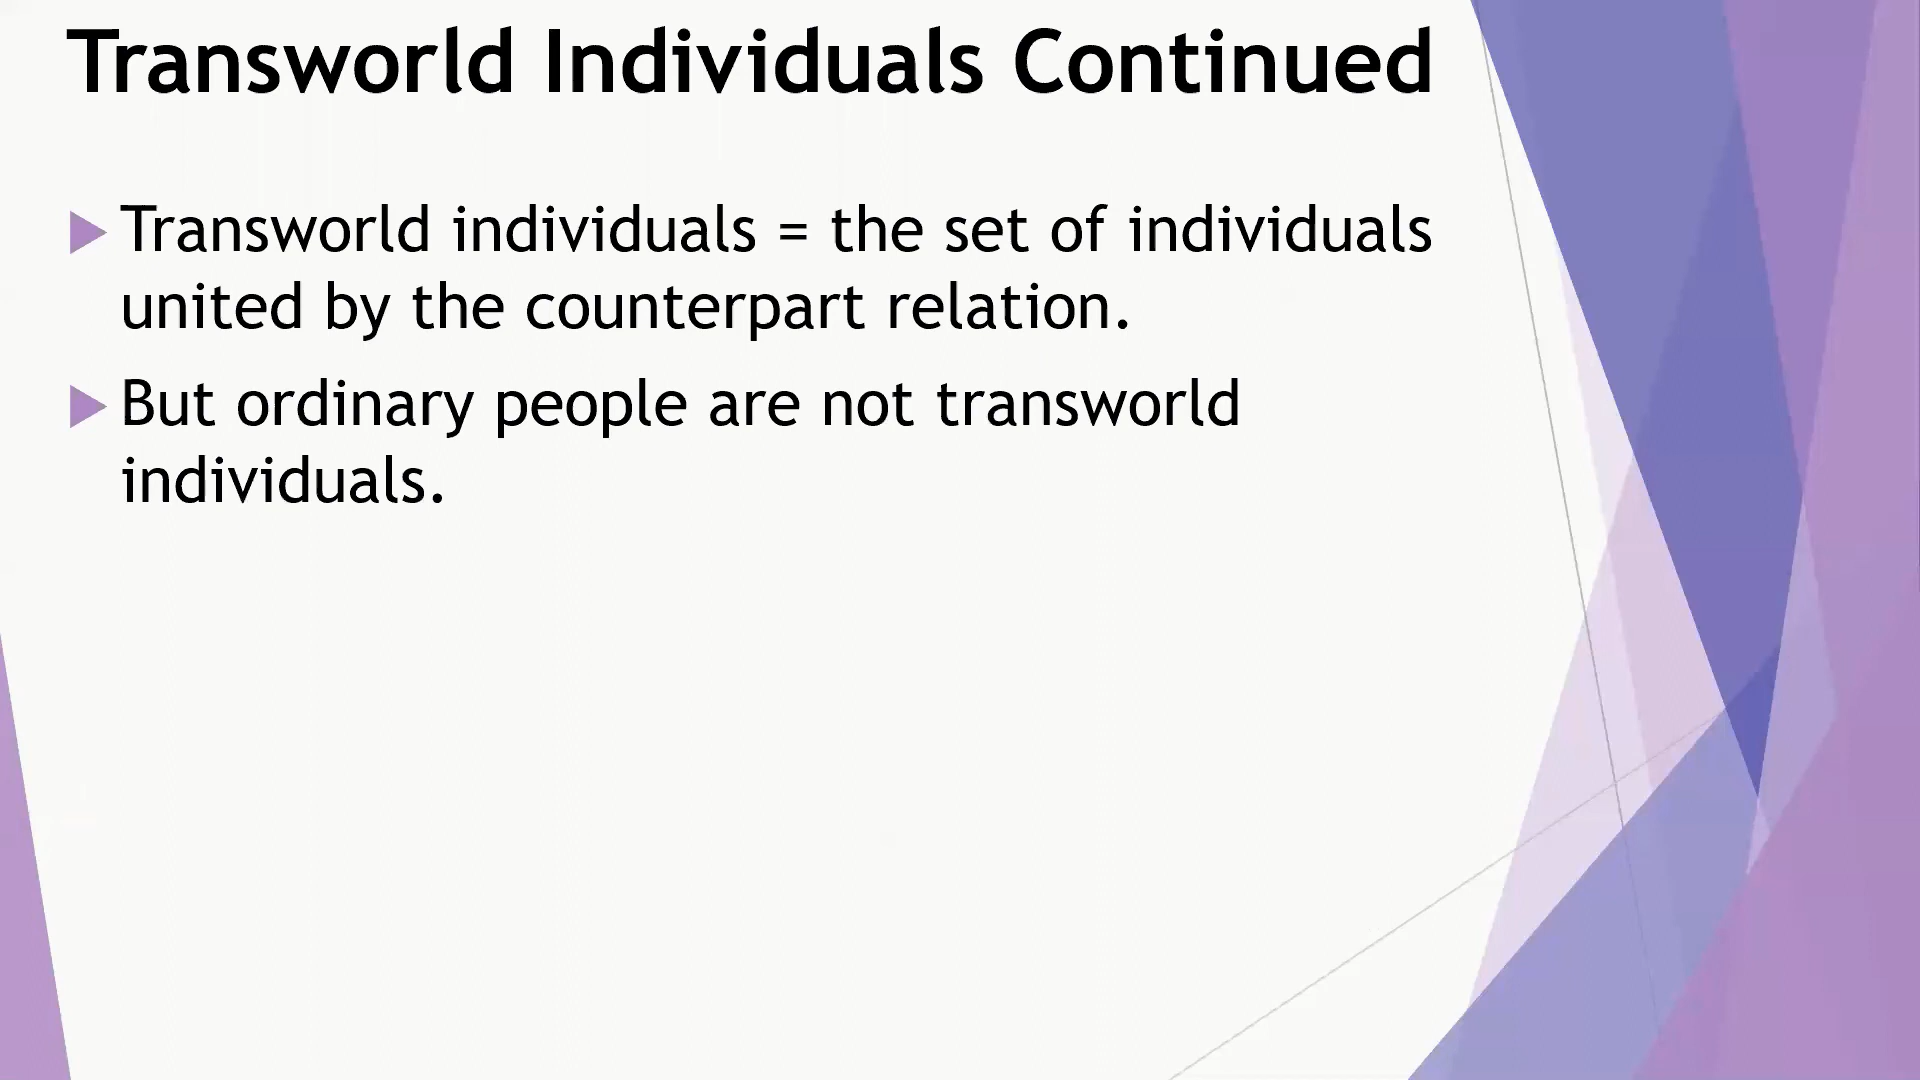 Transworld Individuals Continued
Transworld individuals = the set of individuals
united by the counterpart relation.
But ordinary people are not transworld
individuals.